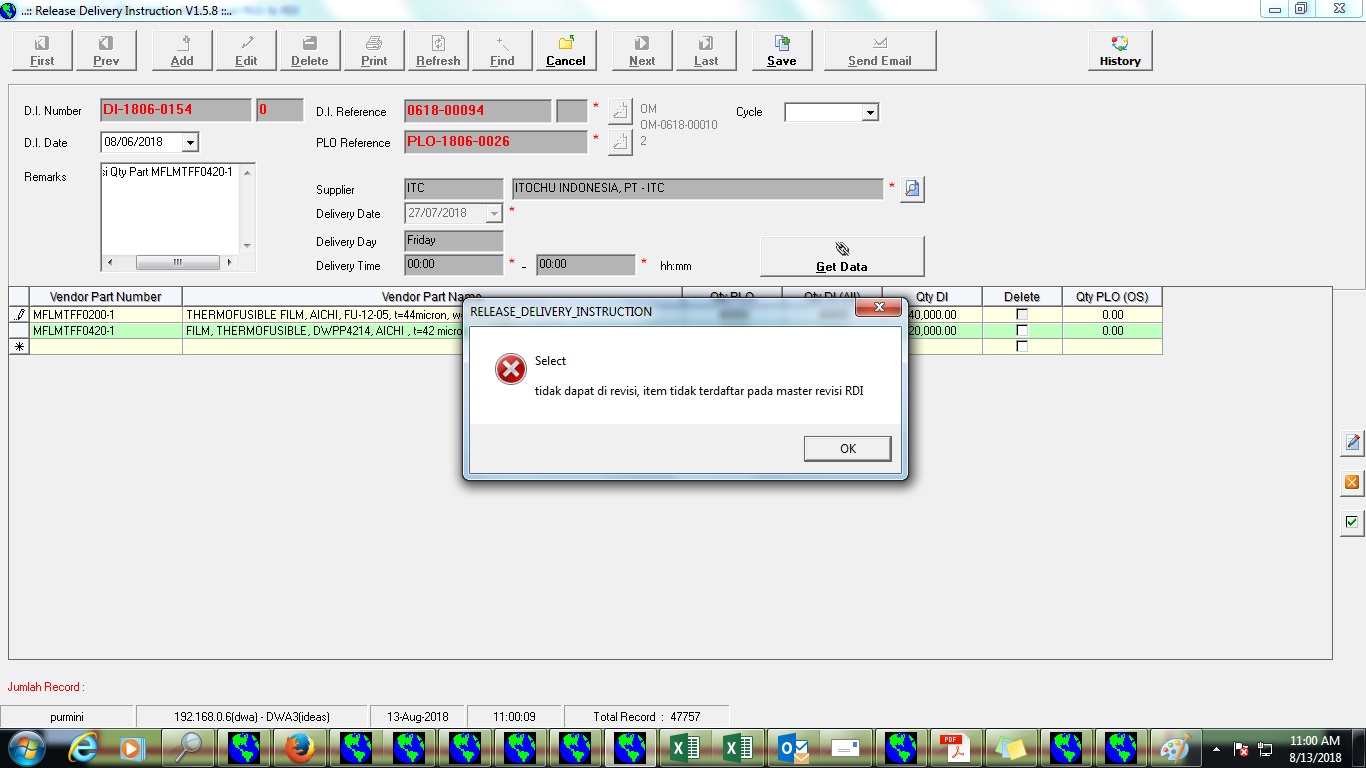 ..:: Release Delivery Instruction V1.5.8 ::..
First Prev Add Edit Delete Print Refresh Find Cancel Next Last Save Send Email History
D.I. Number DI-1806-0154 0 D.I. Reference 0618-00094 * OM Cycle
OM-0618-00010
D.I. Date 08/06/2018 PLO Reference PLO-1806-0026 * 2
Remarks si Qty Part MFLMTFF0420-1
Supplier ITC ITOCHU INDONESIA, PT - ITC *
Delivery Date 27/07/2018 *
Delivery Day Friday
Delivery Time 00:00 * - 00:00 * hh:mm Get Data
Vendor Part Number Vendor Part Name Qty PLO Qty DI (All) Qty DI Delete Qty PLO (OS)
MFLMTFF0200-1 THERMOFUSIBLE FILM, AICHI, FU-12-05, t=44micron, w 40,000.00 0.00
MFLMTFF0420-1 FILM, THERMOFUSIBLE, DWPP4214, AICHI , t=42 micro 20,000.00 0.00
RELEASE_DELIVERY_INSTRUCTION
Select
tidak dapat di revisi, item tidak terdaftar pada master revisi RDI
OK
Jumlah Record :
purmini 192.168.0.6(dwa) - DWA3(ideas) 13-Aug-2018 11:00:09 Total Record : 47757
PDF
11:00 AM
8/13/2018